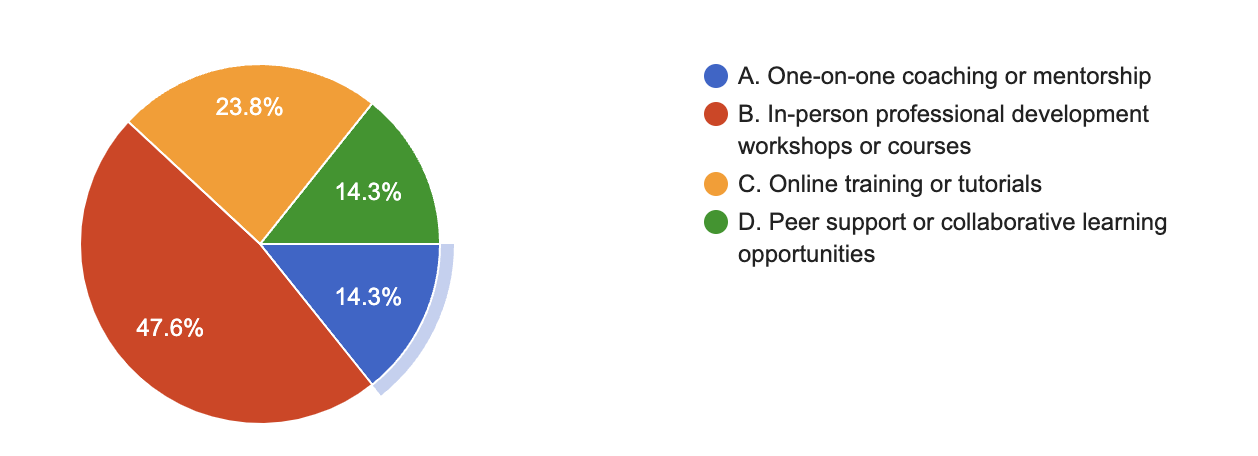 23.8%
14.3%
14.3%
47.6%
A. One-on-one coaching or mentorship
B. In-person professional development
workshops or courses
C. Online training or tutorials
D. Peer support or collaborative learning
opportunities